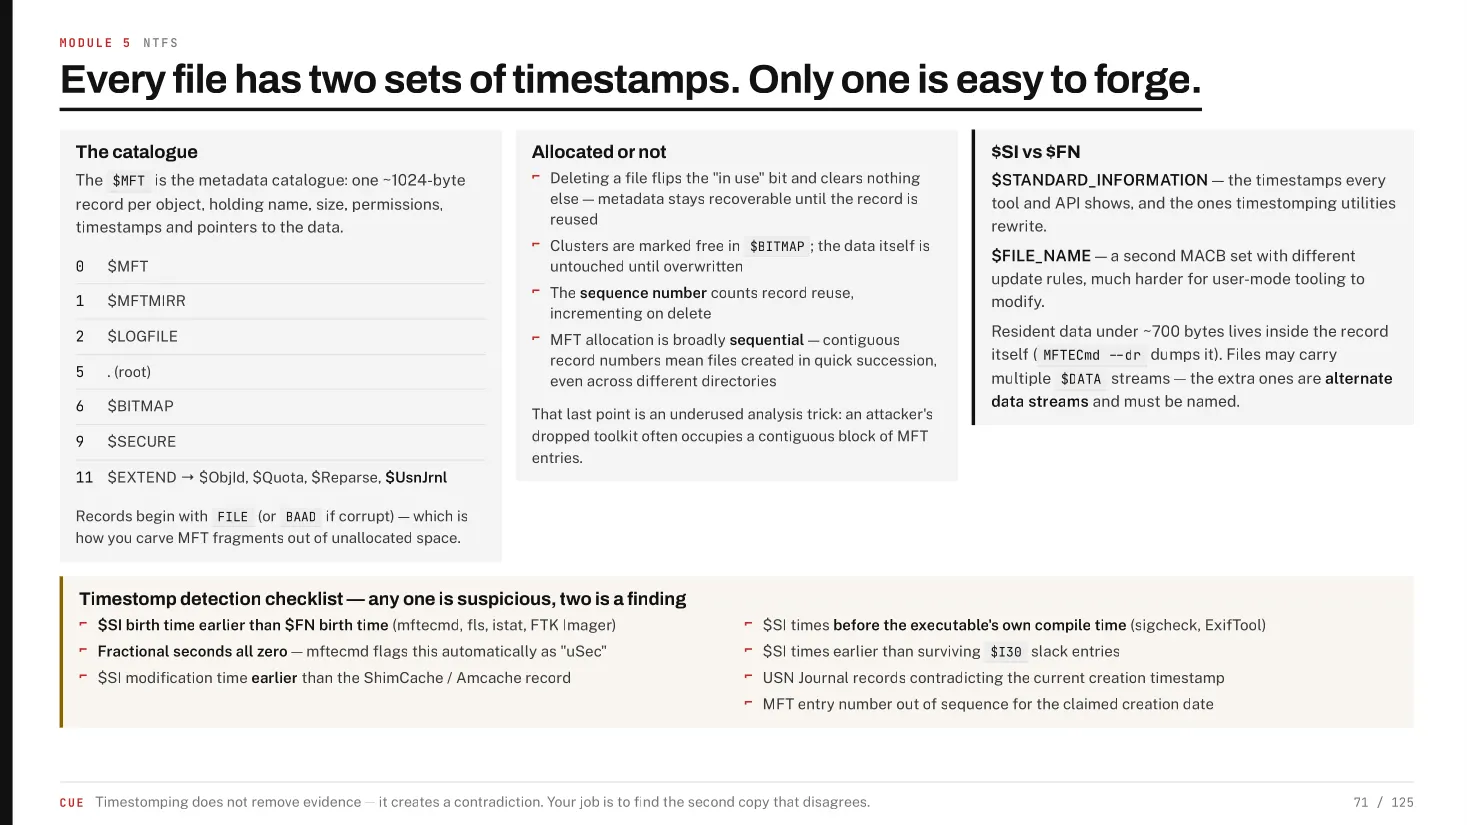 MODULE 5 NTFS
Every file has two sets of timestamps. Only one is easy to forge.
The catalogue
The $MFT is the metadata catalogue: one ~1024-byte
record per object, holding name, size, permissions,
timestamps and pointers to the data.
0 $MFT
1 $MFTMIRR
2 $LOGFILE
5 . (root)
6 $BITMAP
9 $SECURE
11 $EXTEND → $ObjId, $Quota, $Reparse, $UsnJrnl
Records begin with FILE (or BAAD if corrupt) — which is
how you carve MFT fragments out of unallocated space.
Allocated or not
Deleting a file flips the "in use" bit and clears nothing
else — metadata stays recoverable until the record is
reused
Clusters are marked free in $BITMAP; the data itself is
untouched until overwritten
The sequence number counts record reuse,
incrementing on delete
MFT allocation is broadly sequential — contiguous
record numbers mean files created in quick succession,
even across different directories
That last point is an underused analysis trick: an attacker's
dropped toolkit often occupies a contiguous block of MFT
entries.
$SI vs $FN
$STANDARD_INFORMATION — the timestamps every
tool and API shows, and the ones timestomping utilities
rewrite.
$FILE_NAME — a second MACB set with different
update rules, much harder for user-mode tooling to
modify.
Resident data under ~700 bytes lives inside the record
itself ( MFTECmd --dr dumps it). Files may carry
multiple $DATA streams — the extra ones are alternate
data streams and must be named.
Timestomp detection checklist — any one is suspicious, two is a finding
$SI birth time earlier than $FN birth time (mftecmd, fls, istat, FTK Imager)
Fractional seconds all zero — mftecmd flags this automatically as "uSec"
$SI modification time earlier than the ShimCache / Amcache record
$SI times before the executable's own compile time (sigcheck, ExifTool)
$SI times earlier than surviving $I30 slack entries
USN Journal records contradicting the current creation timestamp
MFT entry number out of sequence for the claimed creation date
CUE Timestomping does not remove evidence — it creates a contradiction. Your job is to find the second copy that disagrees.
71 / 125